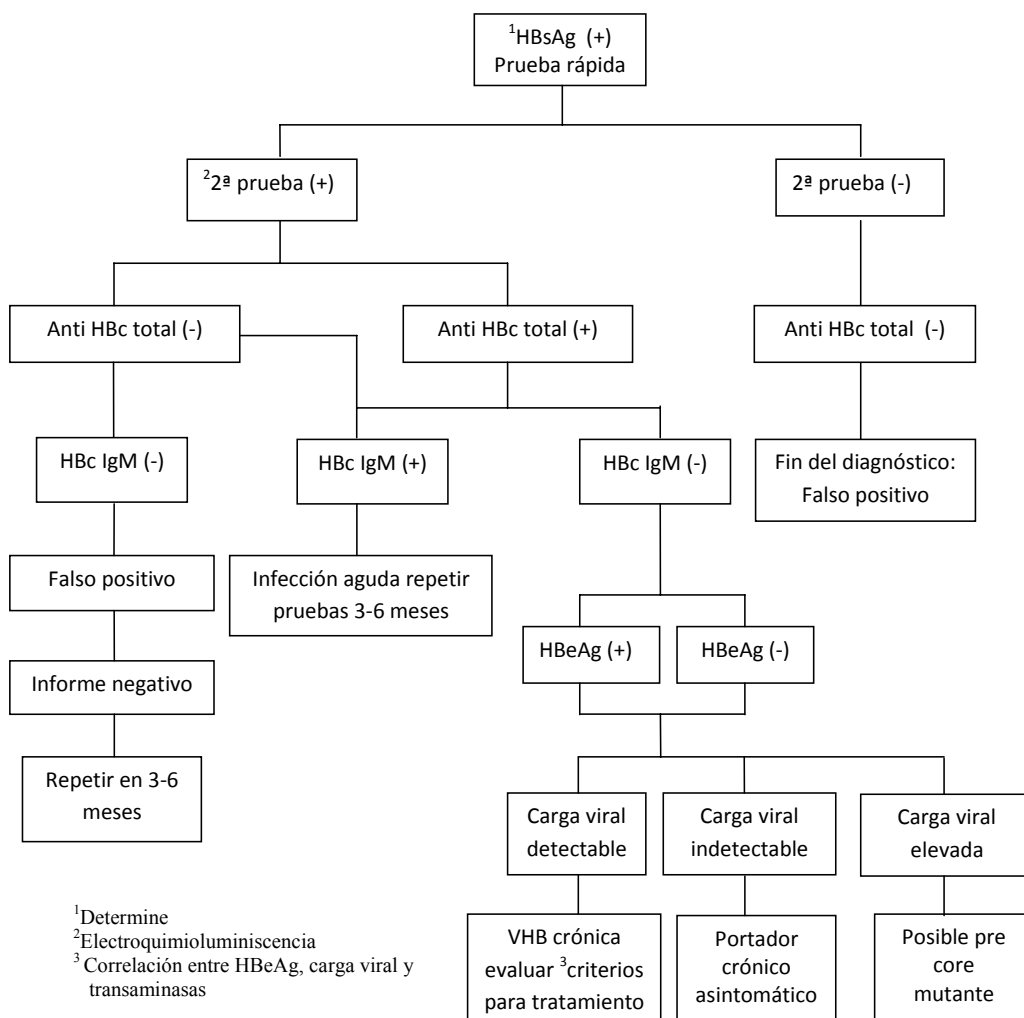 ¹HBsAg (+)
Prueba rápida
²2ª prueba (+)
2ª prueba (-)
Anti HBc total (-)
Anti HBc total (+)
Anti HBc total (-)
HBc IgM (-)
HBc IgM (+)
HBc IgM (-)
Fin del diagnóstico:
Falso positivo
Falso positivo
Infección aguda repetir
pruebas 3-6 meses
HBeAg (+)
HBeAg (-)
Informe negativo
Repetir en 3-6
meses
Carga viral
detectable
Carga viral
indetectable
Carga viral
elevada
VHB crónica
evaluar ³criterios
para tratamiento
Portador
crónico
asintomático
Posible pre
core
mutante
¹Determine
²Electroquimioluminiscencia
³ Correlación entre HBeAg, carga viral y
transaminasas